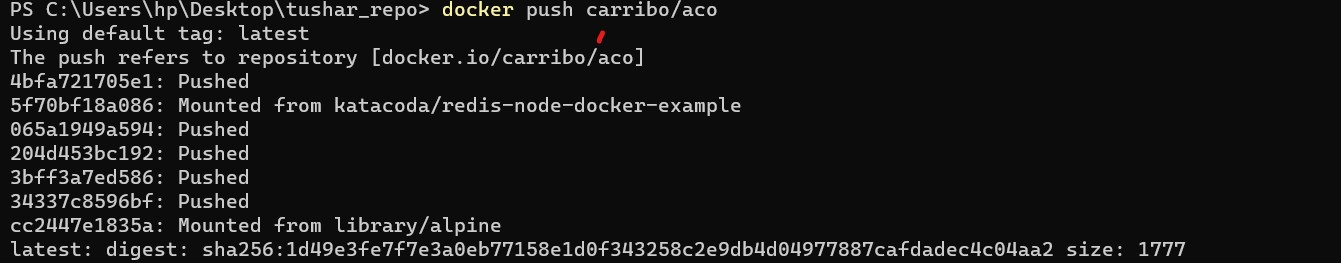 PS C:\Users\hp\Desktop\tushar_repo> docker push carribo/aco
Using default tag: latest
The push refers to repository [docker.io/carribo/aco]
4bfa721705e1: Pushed
5f70bf18a086: Mounted from katacoda/redis-node-docker-example
065a1949a594: Pushed
204d453bc192: Pushed
3bff3a7ed586: Pushed
34337c8596bf: Pushed
cc2447e1835a: Mounted from library/alpine
latest: digest: sha256:1d49e3fe7f7e3a0eb77158e1d0f343258c2e9db4d04977887cafdadec4c04aa2 size: 1777